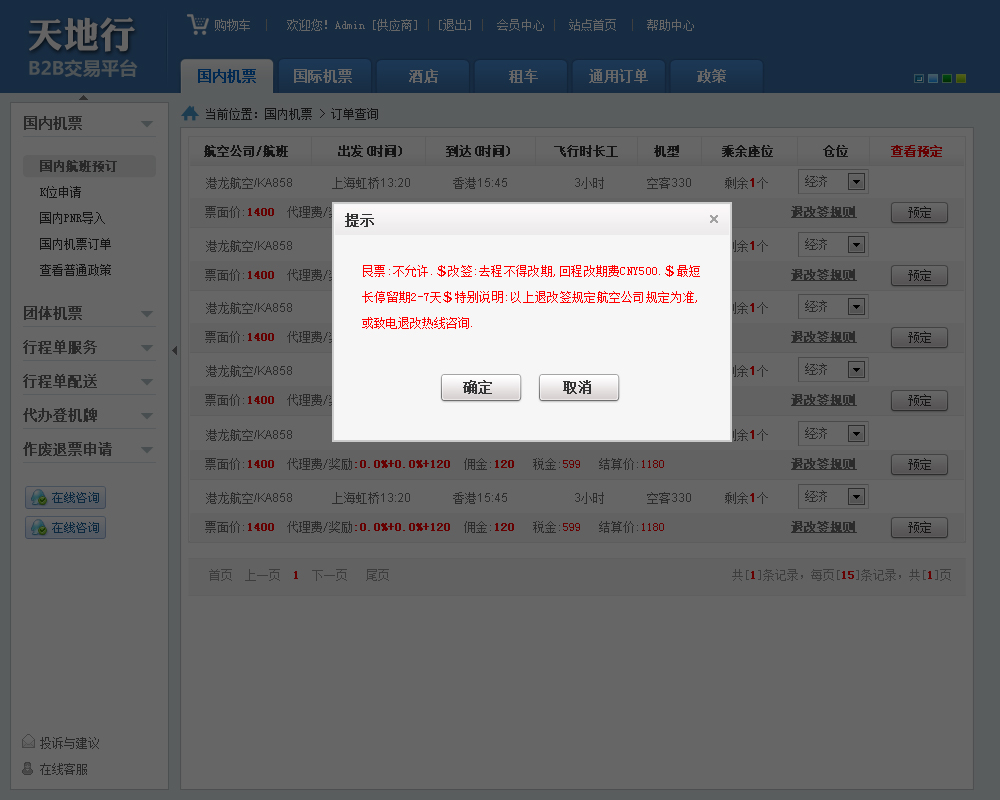 天地行
B2B交易平台
购物车 欢迎您! Admin [供应商] [退出] 会员中心 站点首页 帮助中心
国内机票 国际机票 酒店 租车 通用订单 政策
当前位置: 国内机票 > 订单查询
国内机票
国内航班预订
K位申请
国内PNR导入
国内机票订单
查看普通政策
团体机票
行程单服务
行程单配送
代办登机牌
作废退票申请
在线咨询
在线咨询
投诉与建议
在线客服
航空公司/航班 出发(时间) 到达(时间) 飞行时长工 机型 乘余座位 仓位 查看预定
港龙航空/KA858 上海虹桥13:20 香港15:45 3小时 空客330 剩余1个 经济
票面价:1400 代理费/ 退改签规则 预定
港龙航空/KA858 余1个 经济
票面价:1400 代理费/ 退改签规则 预定
港龙航空/KA858 余1个 经济
票面价:1400 代理费/ 退改签规则 预定
港龙航空/KA858 余1个 经济
票面价:1400 代理费/ 退改签规则 预定
港龙航空/KA858 余1个 经济
票面价:1400 代理费/奖励:0.0%+0.0%+120 佣金:120 税金:599 结算价:1180 退改签规则 预定
港龙航空/KA858 上海虹桥13:20 香港15:45 3小时 空客330 剩余1个 经济
票面价:1400 代理费/奖励:0.0%+0.0%+120 佣金:120 税金:599 结算价:1180 退改签规则 预定
首页 上一页 1 下一页 尾页 共[1]条记录, 每页[15]条记录, 共[1]页
提示 ×
艮票:不允许.$改签:去程不得改期,回程改期费CNY500.$最短
长停留期2-7天$特别说明:以上退改签规定航空公司规定为准,
或致电退改热线咨询.
确定 取消